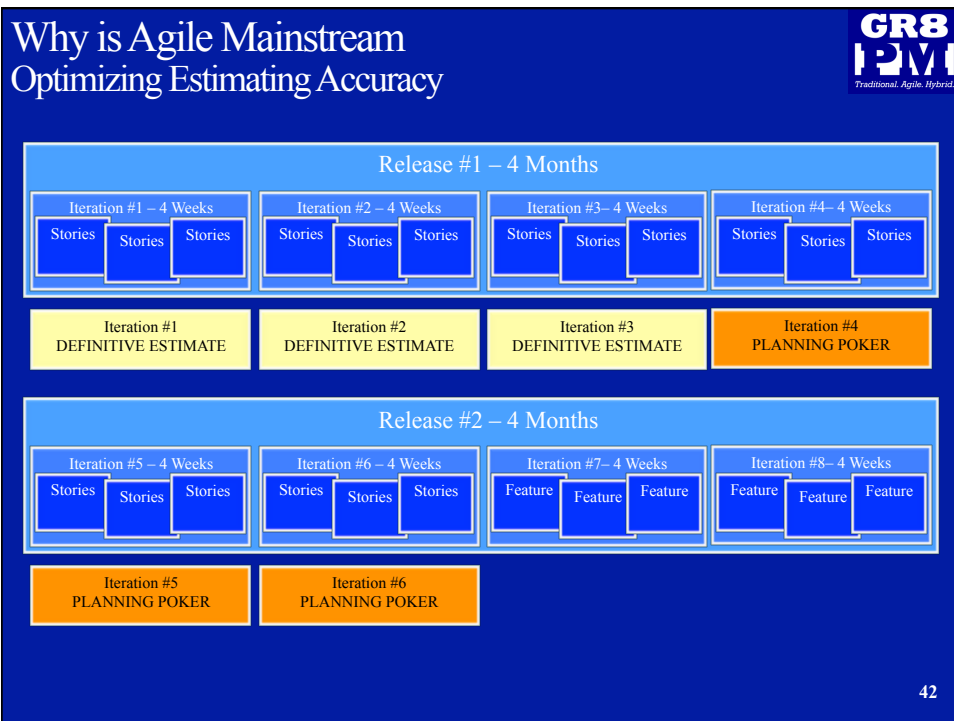 Why is Agile Mainstream
Optimizing Estimating Accuracy
GR8
PM
Traditional. Agile. Hybrid.
Release #1 – 4 Months
Iteration #1 – 4 Weeks
Stories
Stories
Stories
Iteration #2 – 4 Weeks
Stories
Stories
Stories
Iteration #3– 4 Weeks
Stories
Stories
Stories
Iteration #4– 4 Weeks
Stories
Stories
Stories
Iteration #1
DEFINITIVE ESTIMATE
Iteration #2
DEFINITIVE ESTIMATE
Iteration #3
DEFINITIVE ESTIMATE
Iteration #4
PLANNING POKER
Release #2 – 4 Months
Iteration #5 – 4 Weeks
Stories
Stories
Stories
Iteration #6 – 4 Weeks
Stories
Stories
Stories
Iteration #7– 4 Weeks
Feature
Feature
Feature
Iteration #8– 4 Weeks
Feature
Feature
Feature
Iteration #5
PLANNING POKER
Iteration #6
PLANNING POKER
42